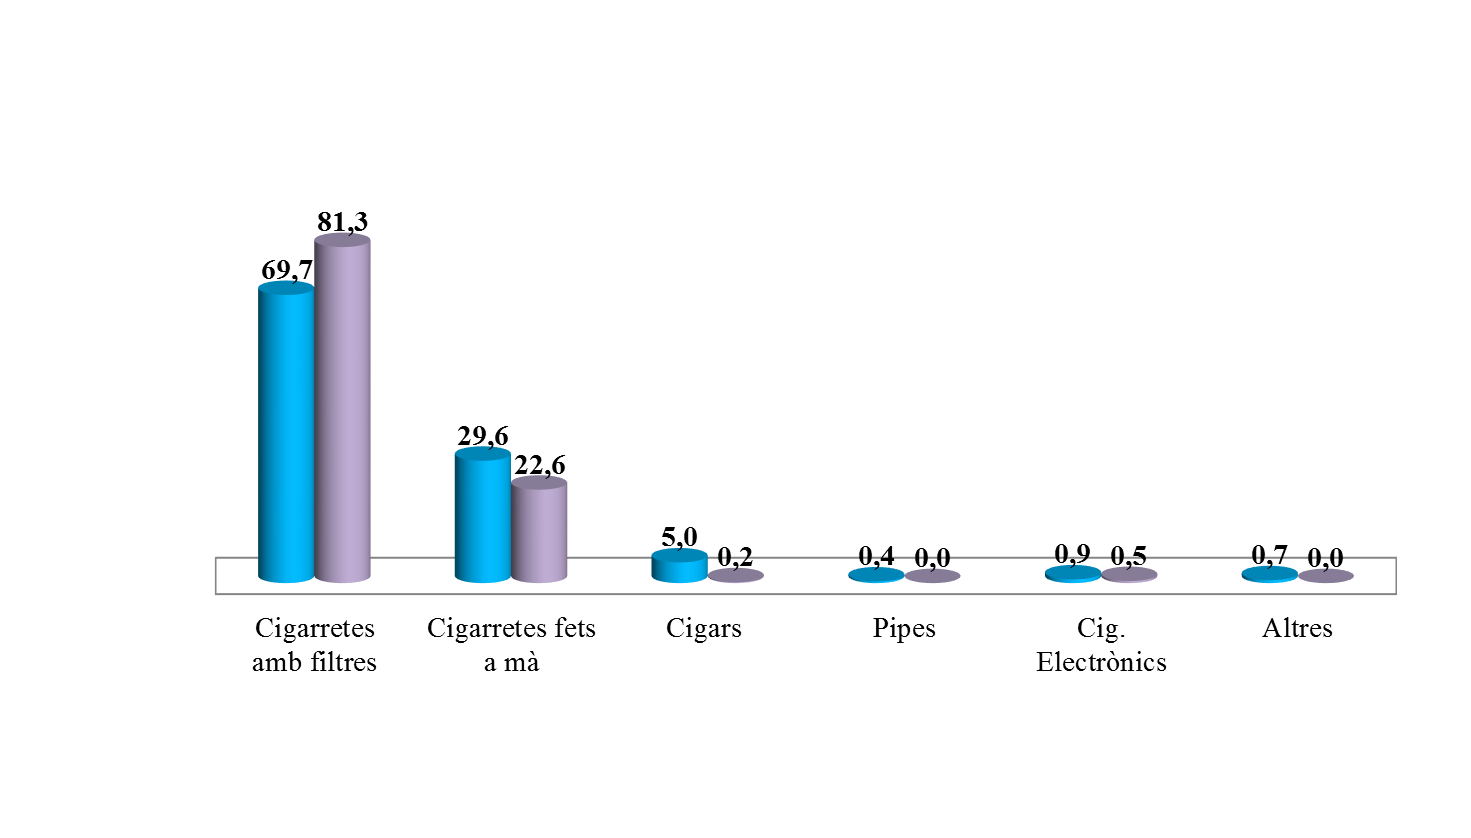 81,3
69,7
29,6
22,6
5,0
0,2
0,4
0,0
0,9
0,5
0,7
0,0
Cigarretes
amb filtres
Cigarretes fets
a mà
Cigars
Pipes
Cig.
Electrònics
Altres